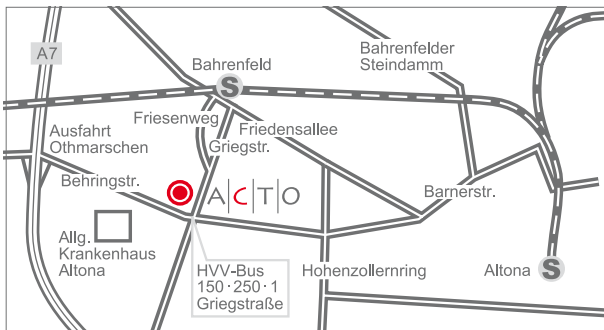 A7
Bahrenfeld
S
Bahrenfelder
Steindamm
Friesenweg
Friedensallee
Griegstr.
Ausfahrt
Othmarschen
Behringstr.
A|C|T|O
Barnerstr.
Allg.
Krankenhaus
Altona
HVV-Bus
150·250·1
Griegstraße
Hohenzollernring
Altona
S